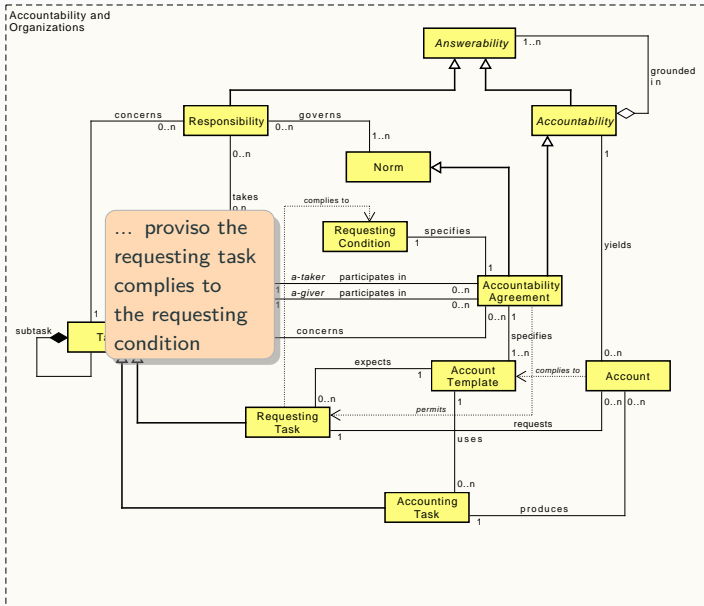 Accountability and
Organizations
Answerability
1..n
grounded
in
concerns
0..n
Responsibility
governs
0..n
Accountability
1..n
0..n
1
Norm
takes
on
complies to
Requesting
Condition
specifies
1
... proviso the
requesting task
complies to
the requesting
condition
yields
1
a-taker
participates in
1
0..n
a-giver
participates in
1
0..n
Accountability
Agreement
1
subtask
concerns
0..n
1
specifies
1..n
0..n
expects
1
Account
Template
complies to
Account
0..n
1
0..n
0..n
Requesting
Task
permits
1
requests
uses
0..n
Accounting
Task
1
produces